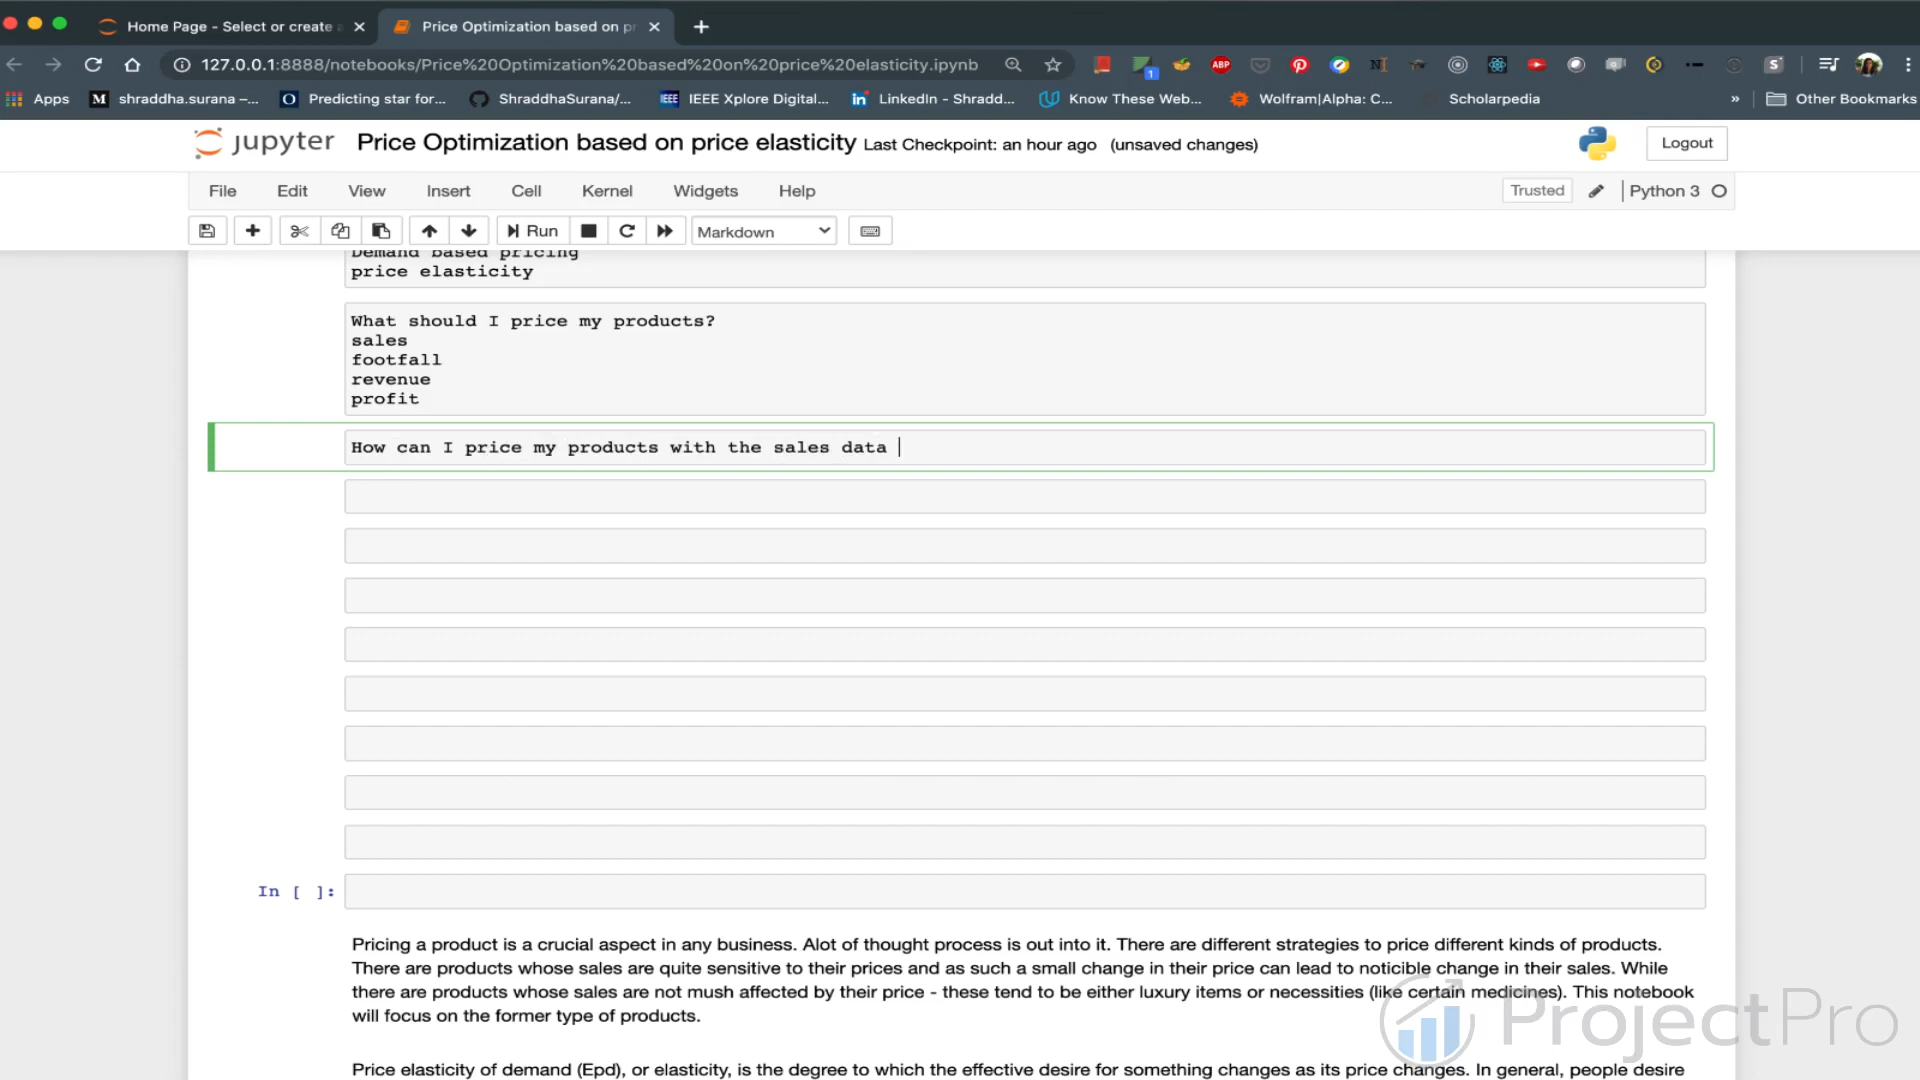 Home Page - Select or create a
Price Optimization based on pr
127.0.0.1:8888/notebooks/Price%20Optimization%20based%20on%20price%20elasticity.ipynb
1
ABP
N
S
Apps
M
shraddha.surana –...
O
Predicting star for...
ShraddhaSurana/...
IEEE
IEEE Xplore Digital...
in
LinkedIn - Shradd...
Know These Web...
Wolfram|Alpha: C...
Scholarpedia
»
Other Bookmarks
jupyter
Price Optimization based on price elasticity
Last Checkpoint: an hour ago
(unsaved changes)
Logout
File
Edit
View
Insert
Cell
Kernel
Widgets
Help
Trusted
Python 3
Run
Markdown
Demand based pricing
price elasticity
What should I price my products?
sales
footfall
revenue
profit
How can I price my products with the sales data
In [ ]:
Pricing a product is a crucial aspect in any business. Alot of thought process is out into it. There are different strategies to price different kinds of products.
There are products whose sales are quite sensitive to their prices and as such a small change in their price can lead to noticible change in their sales. While
there are products whose sales are not mush affected by their price - these tend to be either luxury items or necessities (like certain medicines). This notebook
will focus on the former type of products.
ProjectPro
Price elasticity of demand (Epd), or elasticity, is the degree to which the effective desire for something changes as its price changes. In general, people desire